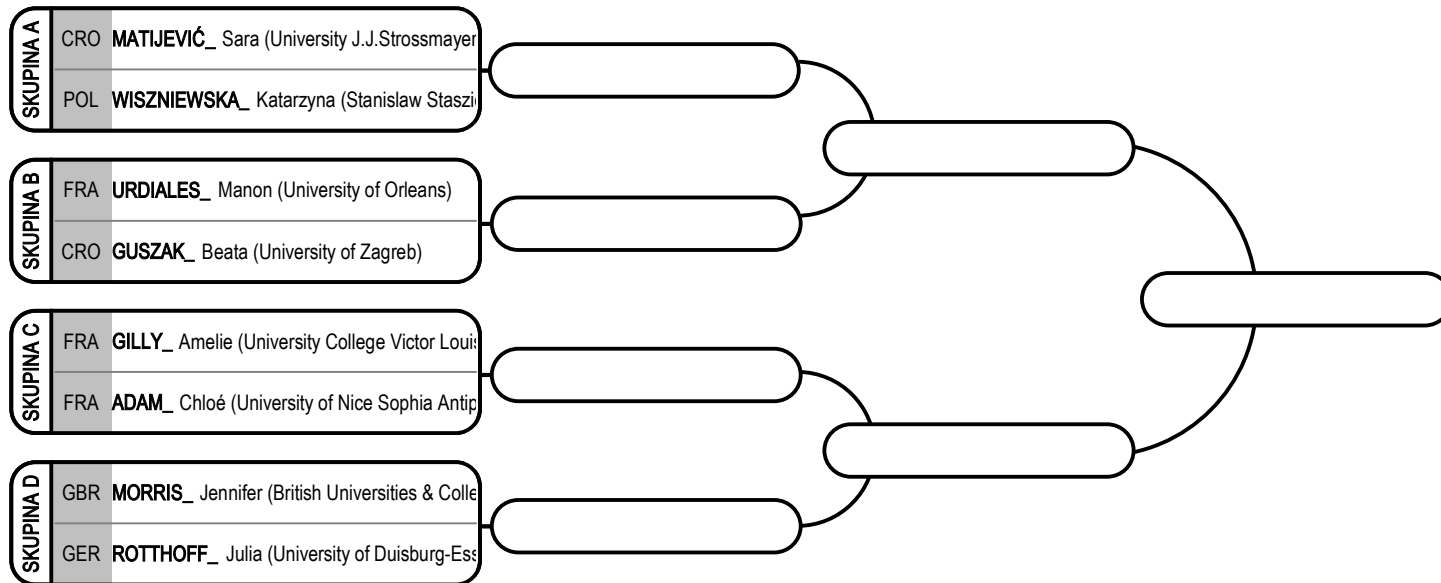 SKUPINA A
CRO MATIJEVIĆ_ Sara (University J.J.Strossmayer
POL WISZNIEWSKA_ Katarzyna (Stanislaw Staszi
SKUPINA B
FRA URDIALES_ Manon (University of Orleans)
CRO GUSZAK_ Beata (University of Zagreb)
SKUPINA C
FRA GILLY_ Amelie (University College Victor Louis
FRA ADAM_ Chloé (University of Nice Sophia Antip
SKUPINA D
GBR MORRIS_ Jennifer (British Universities & Colle
GER ROTTHOFF_ Julia (University of Duisburg-Ess